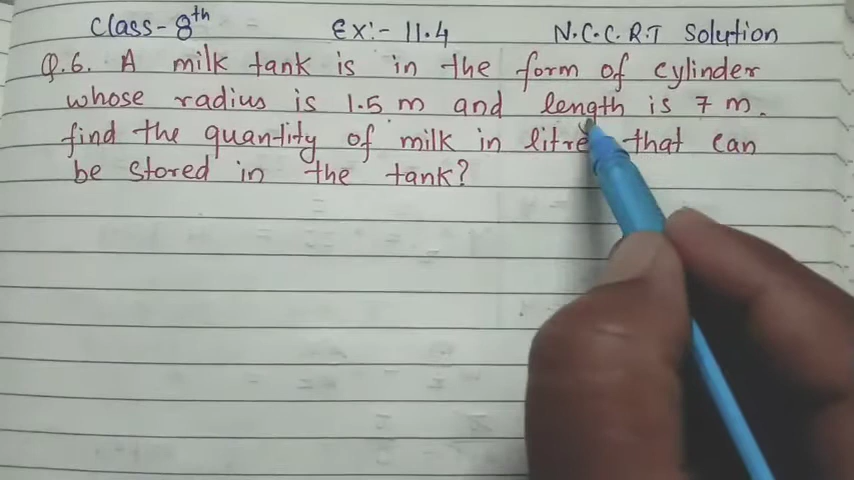 Class-8th Ex:- 11.4 N.C.C.R.T Solution
Q.6. A milk tank is in the form of cylinder
whose radius is 1.5 m and length is 7 m.
find the quantity of milk in litre that can
be stored in the tank?